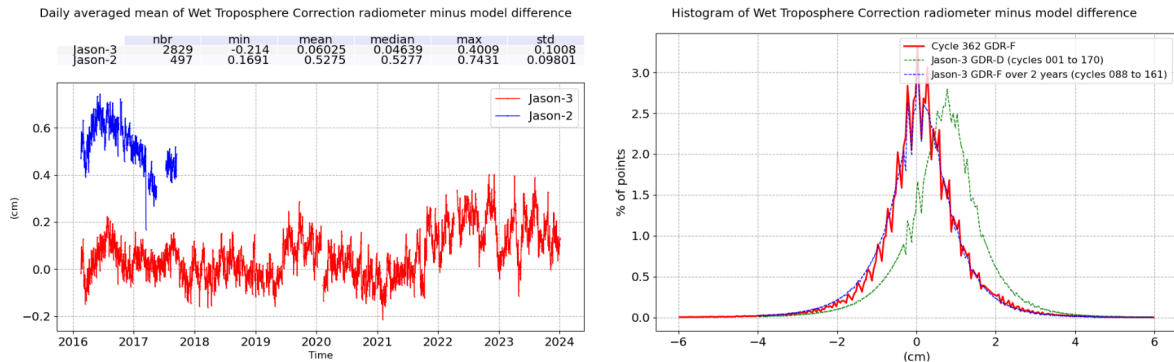 Daily averaged mean of Wet Troposphere Correction radiometer minus model difference
nbr min mean median max std
Jason-3 2829 -0.214 0.06025 0.04639 0.4009 0.1008
Jason-2 497 0.1691 0.5275 0.5277 0.7431 0.09801
Jason-3
Jason-2
0.6
0.4
0.2
0.0
−0.2
(cm)
2016 2017 2018 2019 2020 2021 2022 2023 2024
Time
Histogram of Wet Troposphere Correction radiometer minus model difference
Cycle 362 GDR-F
Jason-3 GDR-D (cycles 001 to 170)
Jason-3 GDR-F over 2 years (cycles 088 to 161)
3.0
2.5
2.0
1.5
1.0
0.5
0.0
% of points
−6 −4 −2 0 2 4 6
(cm)